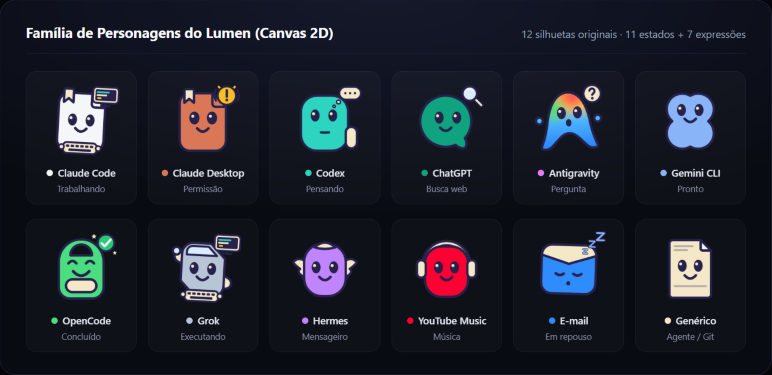 Família de Personagens do Lumen (Canvas 2D)
12 silhuetas originais · 11 estados + 7 expressões
Claude Code
Trabalhando
!
Claude Desktop
Permissão
Codex
Pensando
ChatGPT
Busca web
?
Antigravity
Pergunta
Gemini CLI
Pronto
OpenCode
Concluído
Grok
Executando
Hermes
Mensageiro
YouTube Music
Música
z z Z
E-mail
Em repouso
Genérico
Agente / Git